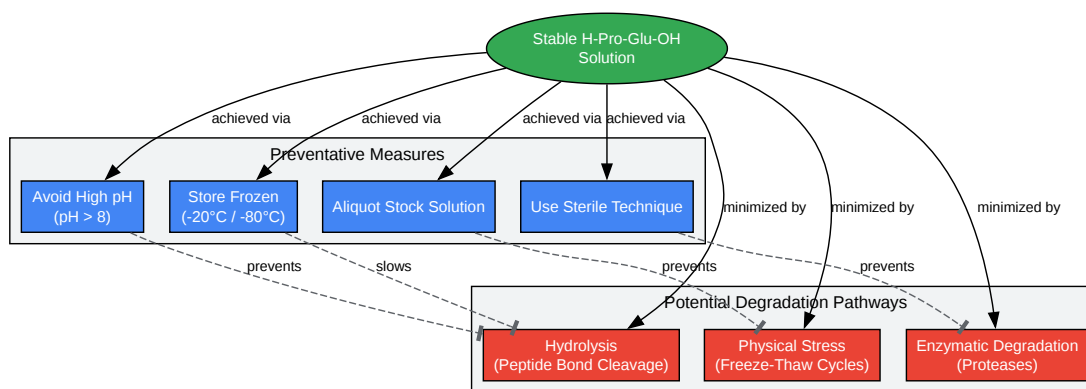 Stable H-Pro-Glu-OH
Solution
achieved via
achieved via
achieved via
achieved via
Preventative Measures
Avoid High pH
(pH > 8)
Store Frozen
(-20°C / -80°C)
Aliquot Stock Solution
Use Sterile Technique
minimized by
minimized by
minimized by
prevents
slows
prevents
prevents
Potential Degradation Pathways
Hydrolysis
(Peptide Bond Cleavage)
Physical Stress
(Freeze-Thaw Cycles)
Enzymatic Degradation
(Proteases)